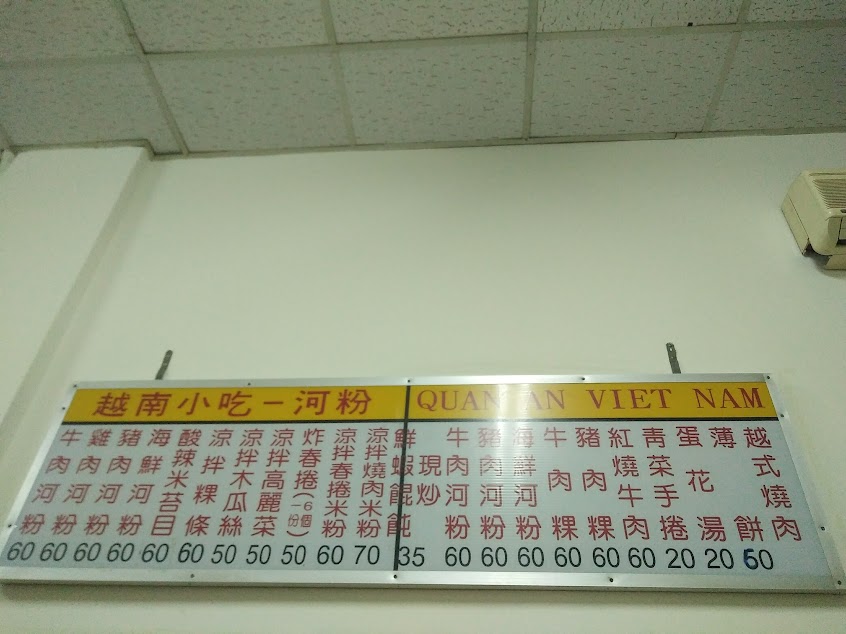 越南小吃－河粉
QUAN AN VIET NAM
牛肉河粉 60
雞肉河粉 60
豬肉河粉 60
海鮮河粉 60
酸辣米苔目 60
涼拌粿條 60
涼拌木瓜絲 50
涼拌高麗菜 50
炸春捲(6個一份) 50
涼拌春捲米粉 60
涼拌燒肉米粉 70
鮮蝦餛飩 35
現炒
牛肉河粉 60
豬肉河粉 60
海鮮河粉 60
牛肉粿 60
豬肉粿 60
紅燒牛肉 60
青菜手捲 20
蛋花湯 20
越式燒肉
薄餅 60